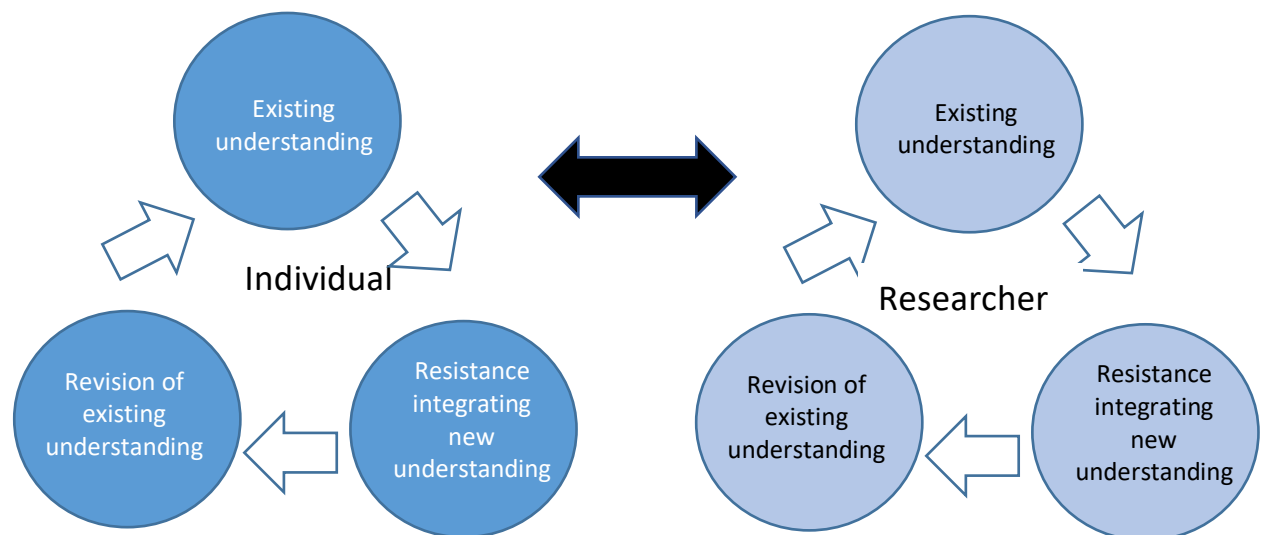 Existing
understanding
Individual
Revision of
existing
understanding
Resistance
integrating
new
understanding
Existing
understanding
Researcher
Revision of
existing
understanding
Resistance
integrating
new
understanding